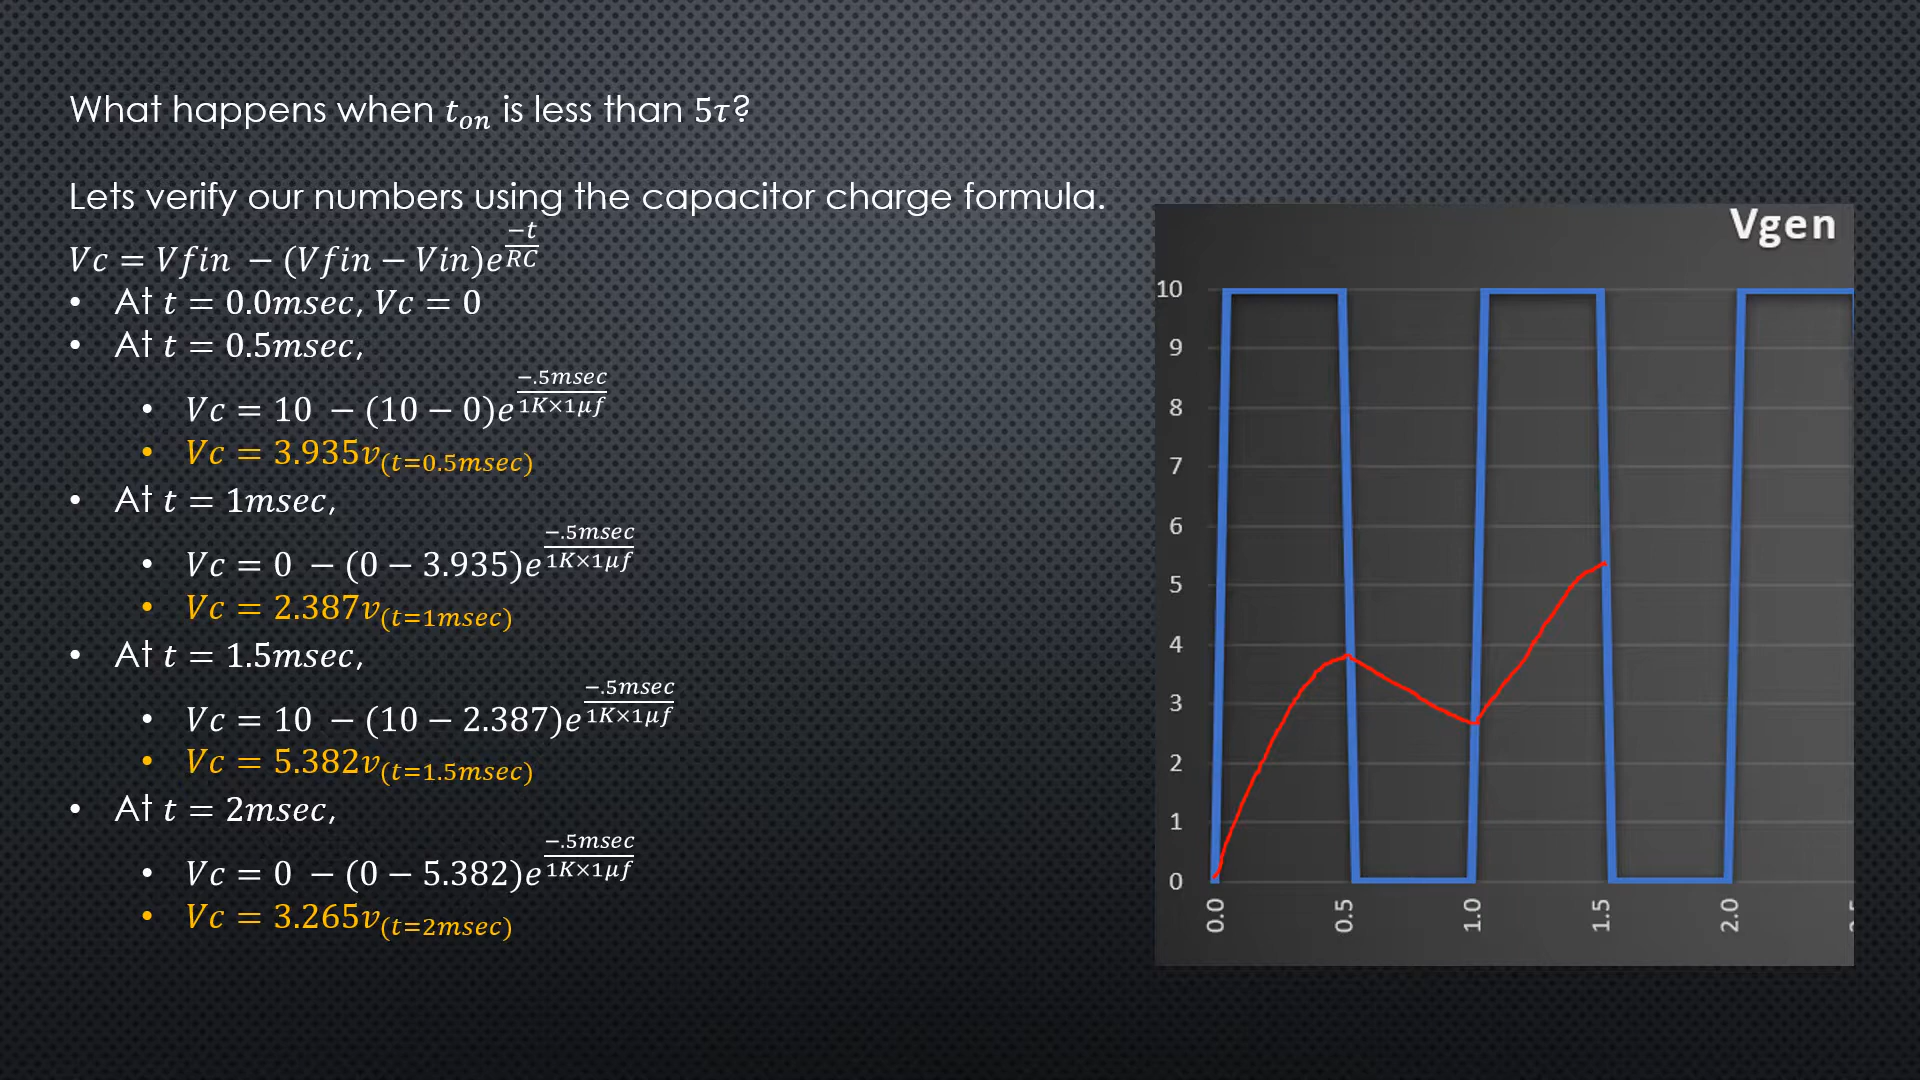 What happens when t_on is less than 5τ?
Lets verify our numbers using the capacitor charge formula.
Vc = Vfin − (Vfin − Vin)e^(−t/RC)
• At t = 0.0msec, Vc = 0
• At t = 0.5msec,
• Vc = 10 − (10 − 0)e^(−.5msec/1K×1μf)
• Vc = 3.935v(t=0.5msec)
• At t = 1msec,
• Vc = 0 − (0 − 3.935)e^(−.5msec/1K×1μf)
• Vc = 2.387v(t=1msec)
• At t = 1.5msec,
• Vc = 10 − (10 − 2.387)e^(−.5msec/1K×1μf)
• Vc = 5.382v(t=1.5msec)
• At t = 2msec,
• Vc = 0 − (0 − 5.382)e^(−.5msec/1K×1μf)
• Vc = 3.265v(t=2msec)
Vgen
10
9
8
7
6
5
4
3
2
1
0
0.0
0.5
1.0
1.5
2.0